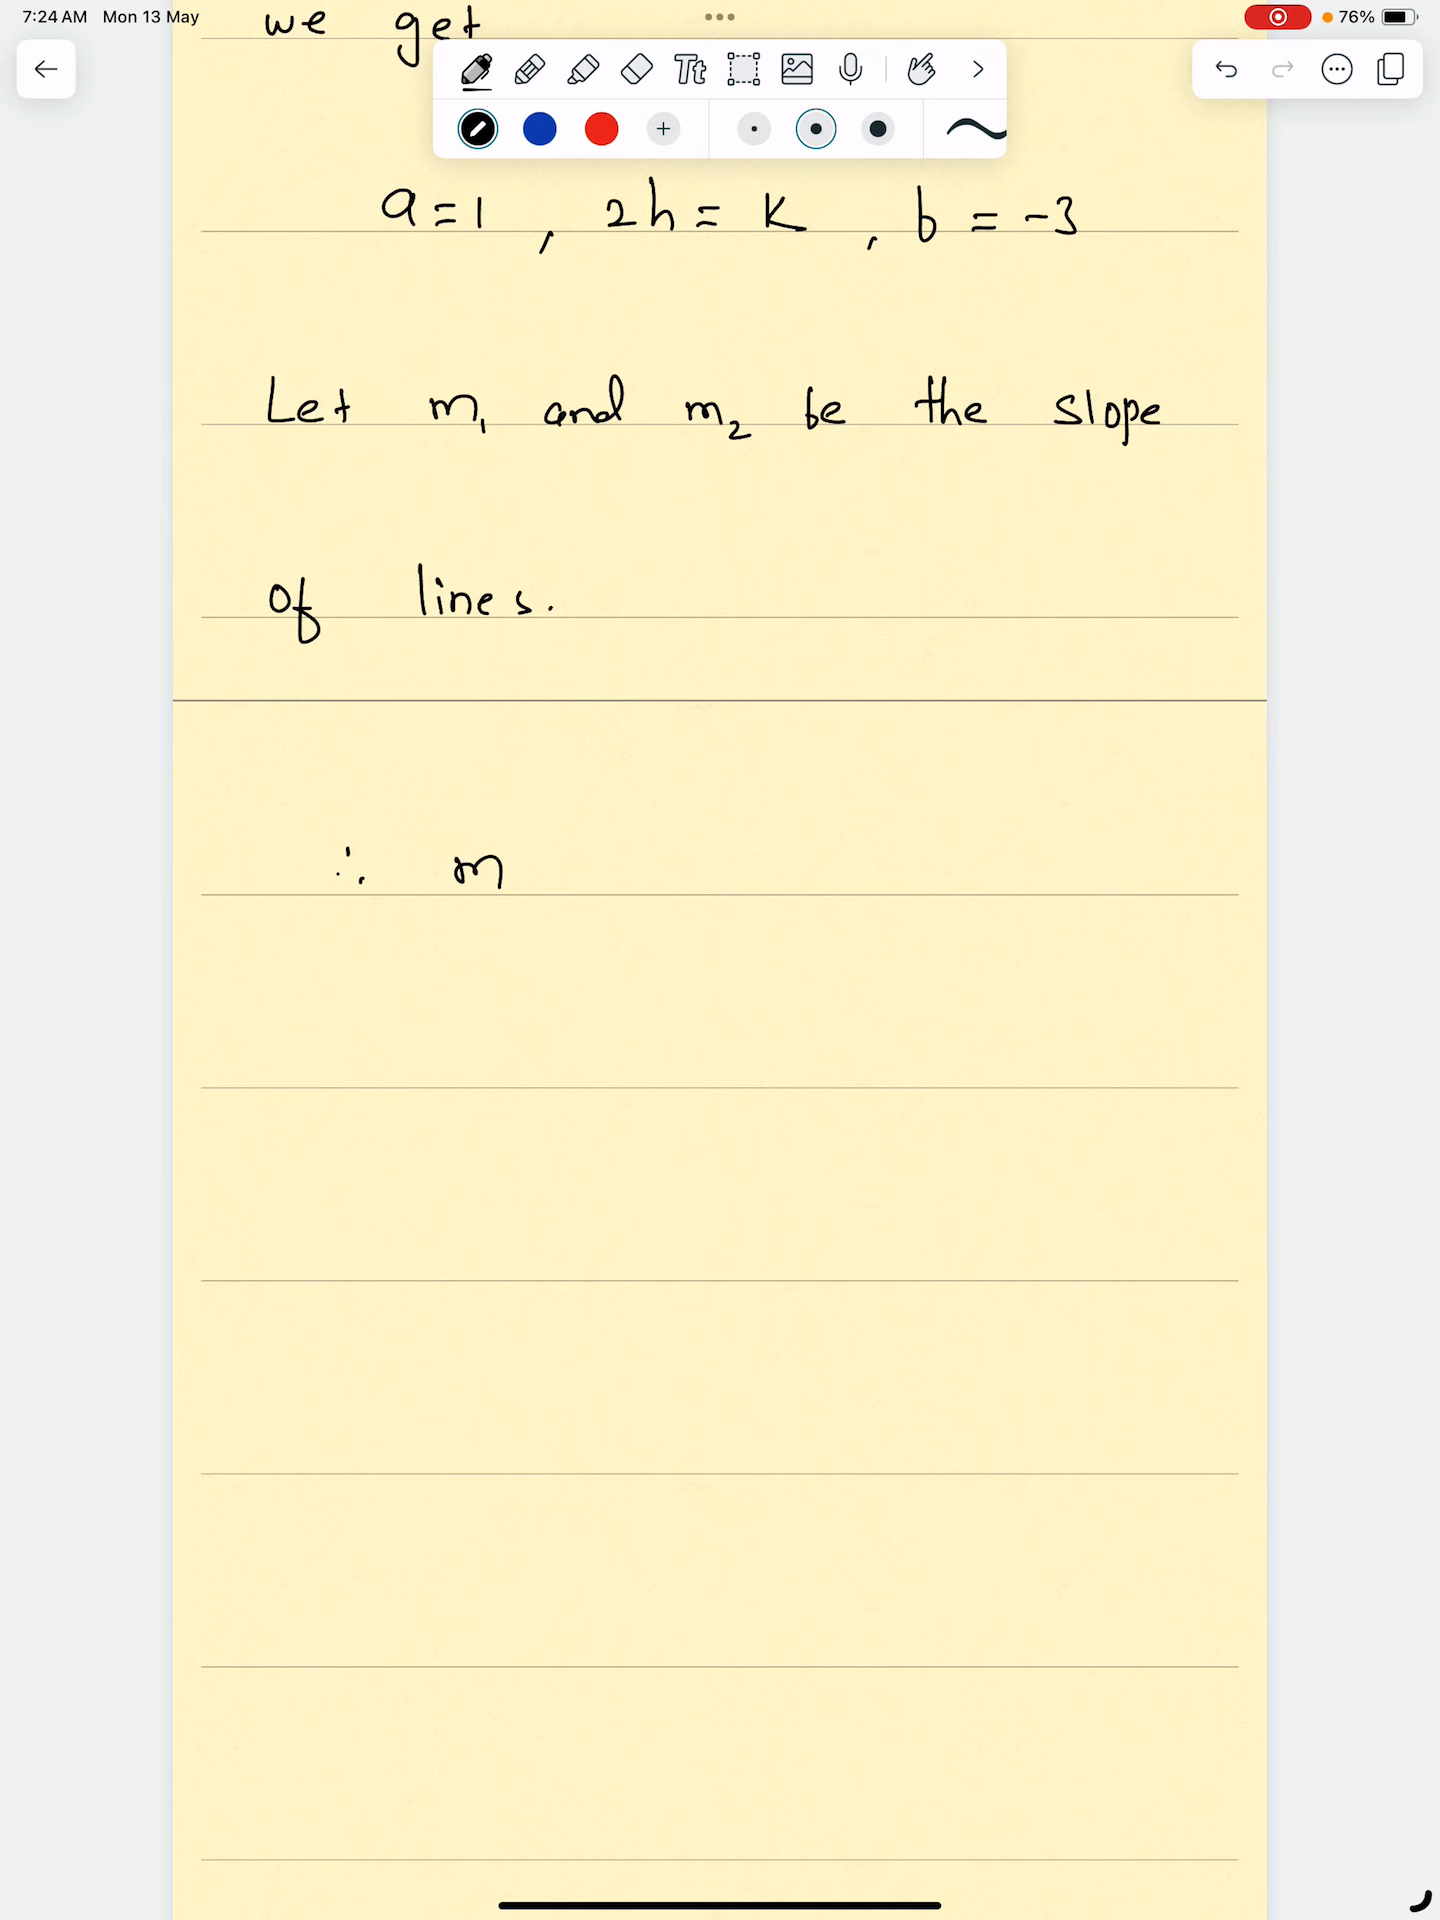 7:24 AM Mon 13 May
76%
we get
Tt
a=1 , 2h = K , b = -3
Let m₁ and m₂ be the slope
of lines.
∴ m